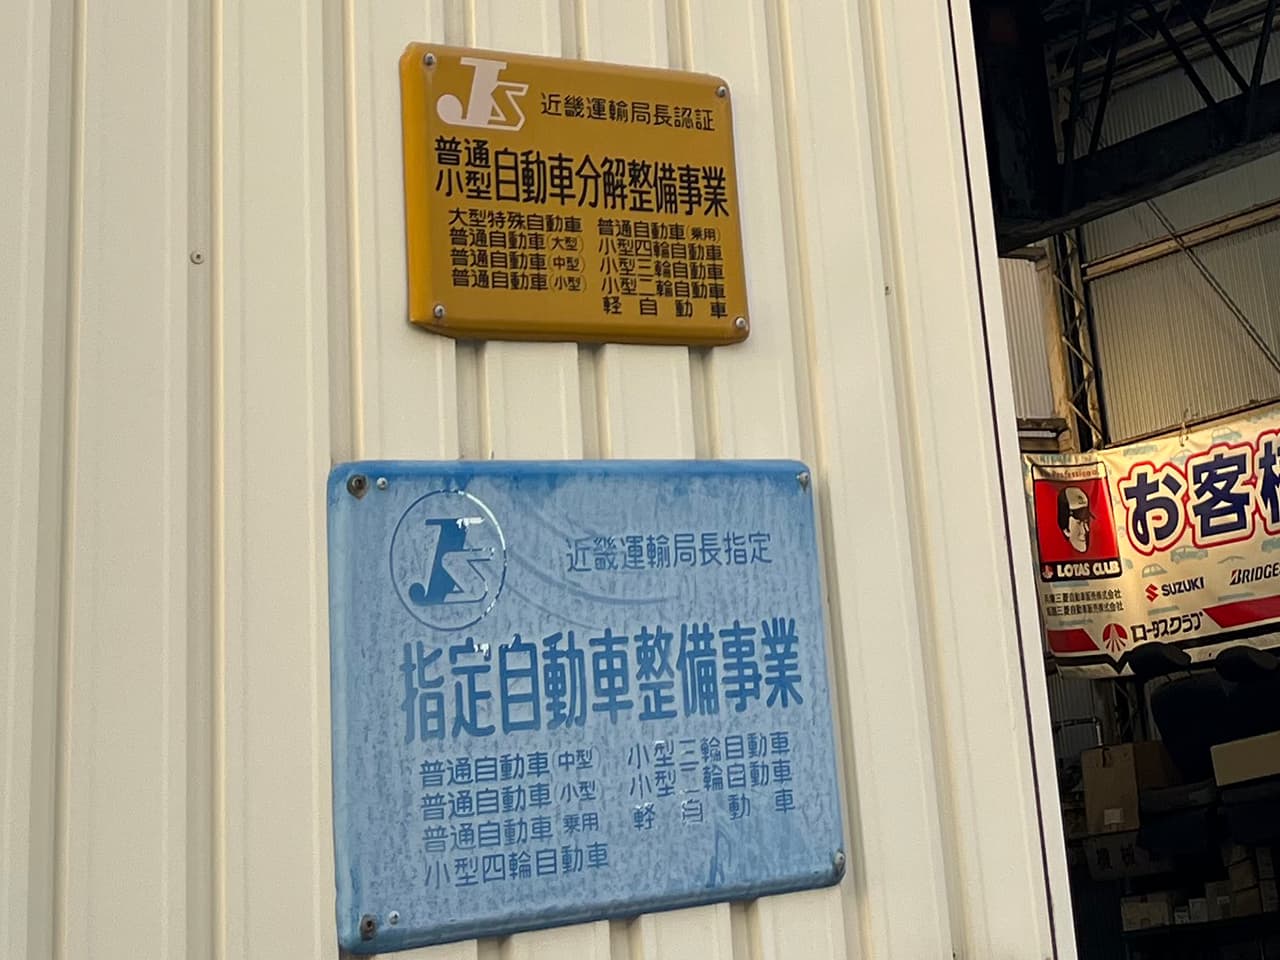 JS
近畿運輸局長認証
普通
小型
自動車分解整備事業
大型特殊自動車
普通自動車(大型)
普通自動車(中型)
普通自動車(小型)
普通自動車(乗用)
小型四輪自動車
小型三輪自動車
小型二輪自動車
軽自動車
JS
近畿運輸局長指定
指定自動車整備事業
普通自動車(中型)
普通自動車(小型)
普通自動車 乗用
小型四輪自動車
小型三輪自動車
小型二輪自動車
軽自動車
お客様
LOTAS CLUB
SUZUKI
BRIDGES
ロータスクラブ